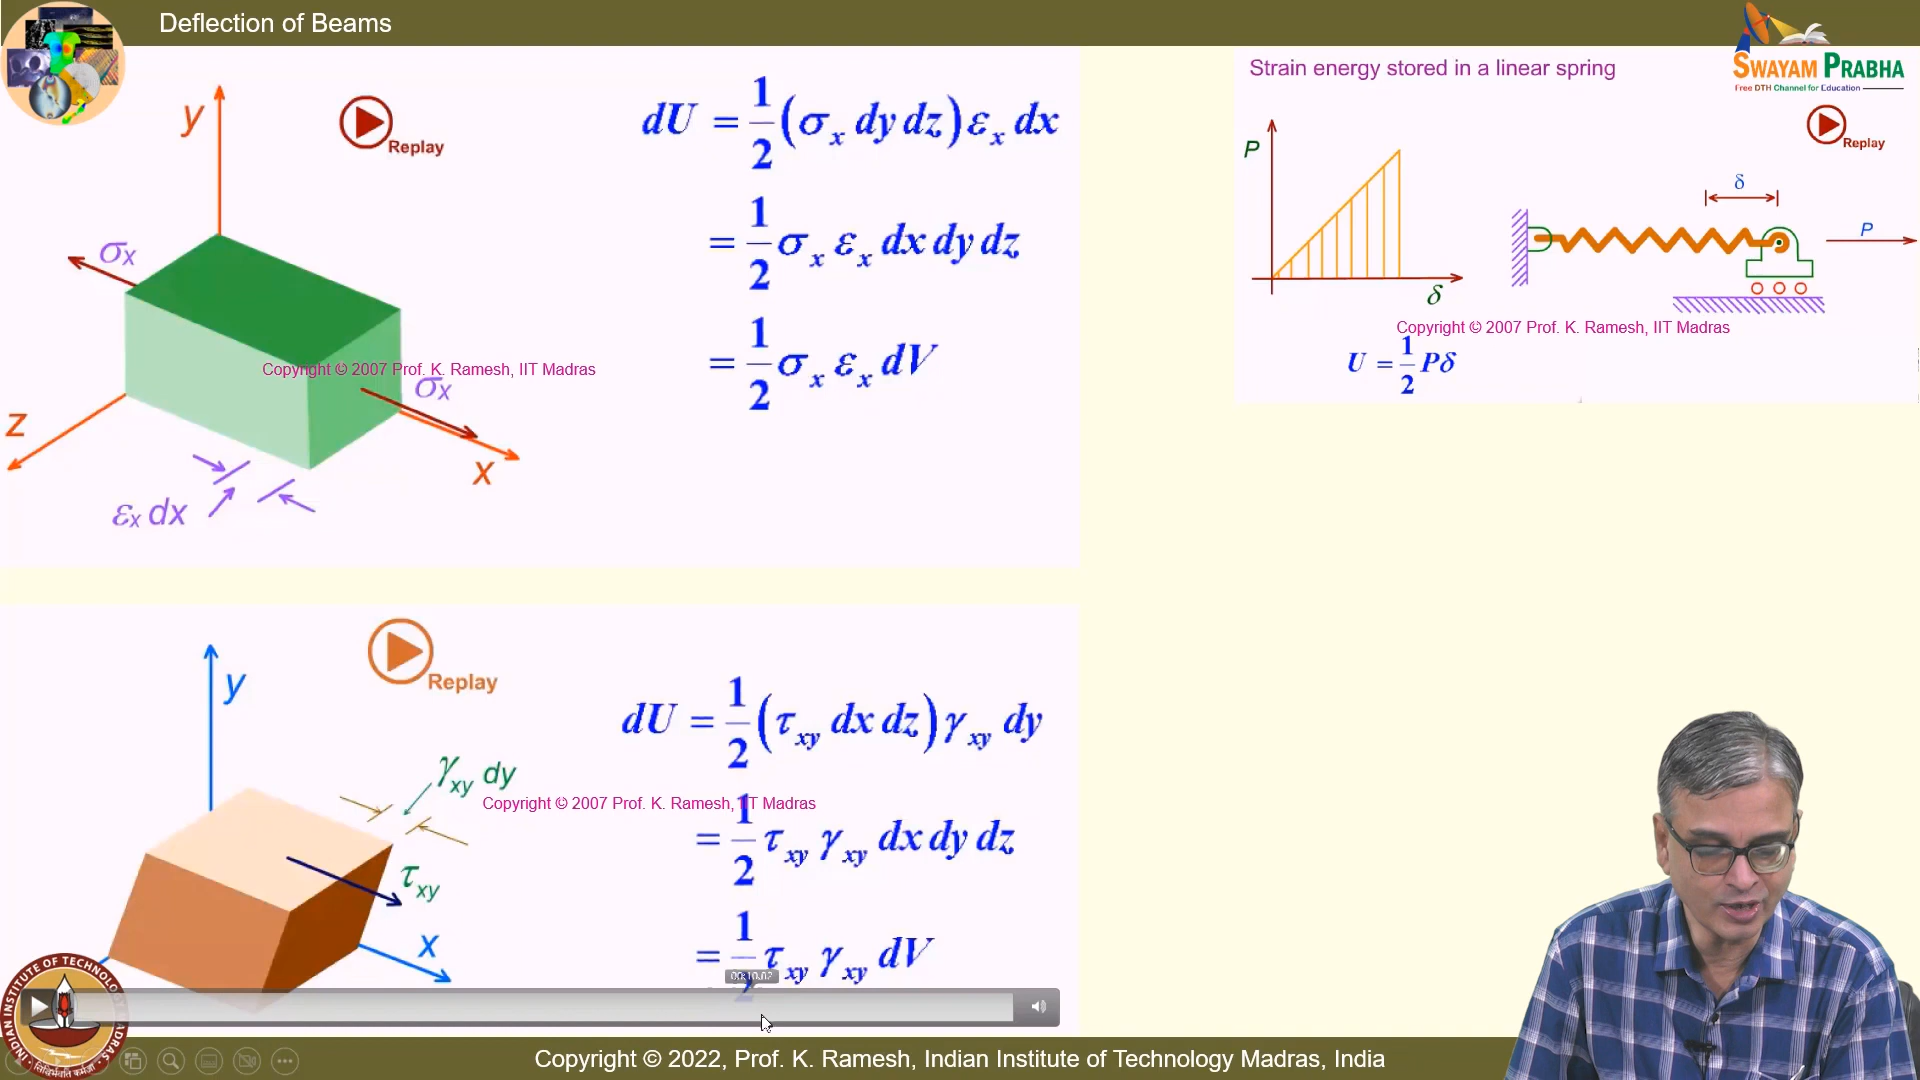 Deflection of Beams
SWAYAM PRABHA
Free DTH Channel for Education
y
Replay
σx
σx
z
x
εx dx
Copyright © 2007 Prof. K. Ramesh, IIT Madras
dU = 1/2 (σx dy dz) εx dx
= 1/2 σx εx dx dy dz
= 1/2 σx εx dV
Strain energy stored in a linear spring
Replay
P
δ
δ
P
Copyright © 2007 Prof. K. Ramesh, IIT Madras
U = 1/2 Pδ
y
Replay
γxy dy
τxy
x
Copyright © 2007 Prof. K. Ramesh, IIT Madras
dU = 1/2 (τxy dx dz) γxy dy
= 1/2 τxy γxy dx dy dz
= 1/2 τxy γxy dV
Copyright © 2022, Prof. K. Ramesh, Indian Institute of Technology Madras, India